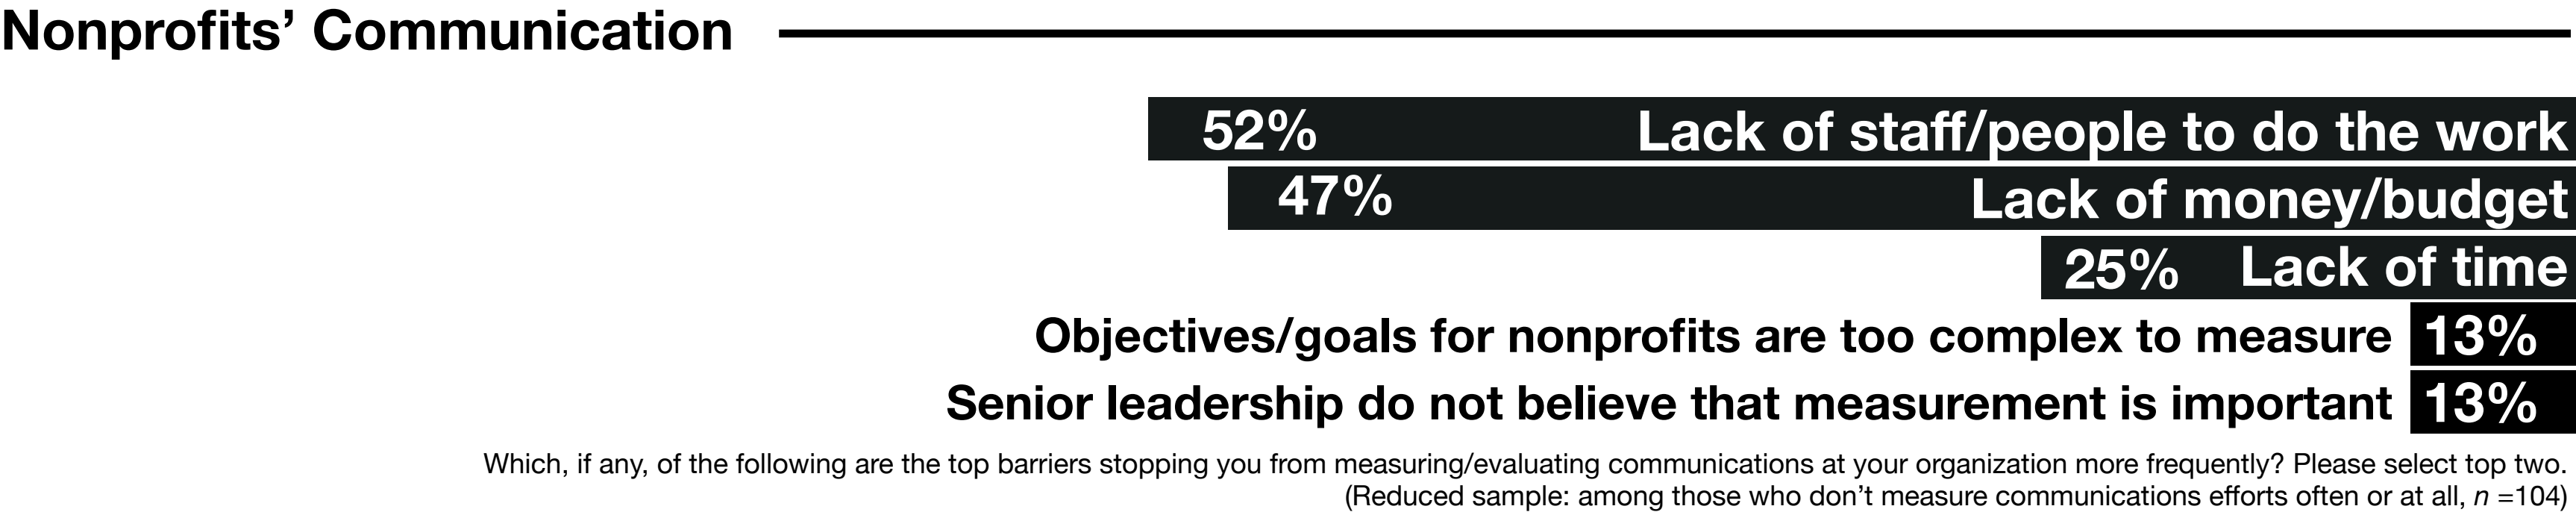 Nonprofits’ Communication
52% Lack of staff/people to do the work
47% Lack of money/budget
25% Lack of time
Objectives/goals for nonprofits are too complex to measure 13%
Senior leadership do not believe that measurement is important 13%
Which, if any, of the following are the top barriers stopping you from measuring/evaluating communications at your organization more frequently? Please select top two.
(Reduced sample: among those who don’t measure communications efforts often or at all, n =104)